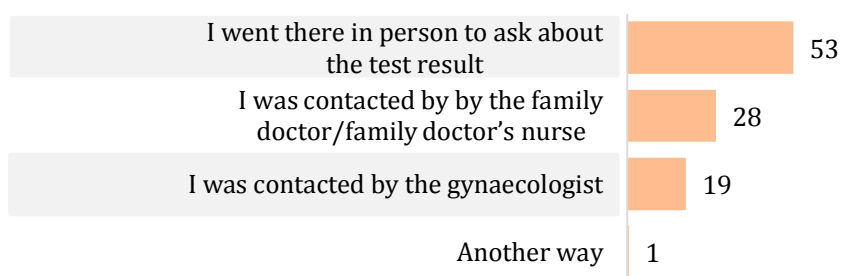 I went there in person to ask about
the test result
53
I was contacted by by the family
doctor/family doctor's nurse
28
I was contacted by the gynaecologist
19
Another way
1